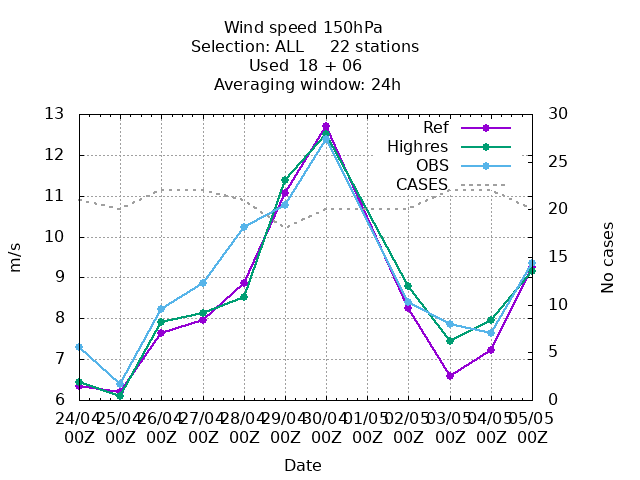 Wind speed 150hPa
Selection: ALL 22 stations
Used 18 + 06
Averaging window: 24h
13 30
Ref
Highres
OBS
CASES
12 25
11 20
10
9 15
8 10
7 5
6 0
m/s
No cases
24/04 25/04 26/04 27/04 28/04 29/04 30/04 01/05 02/05 03/05 04/05 05/05
00Z 00Z 00Z 00Z 00Z 00Z 00Z 00Z 00Z 00Z 00Z 00Z
Date